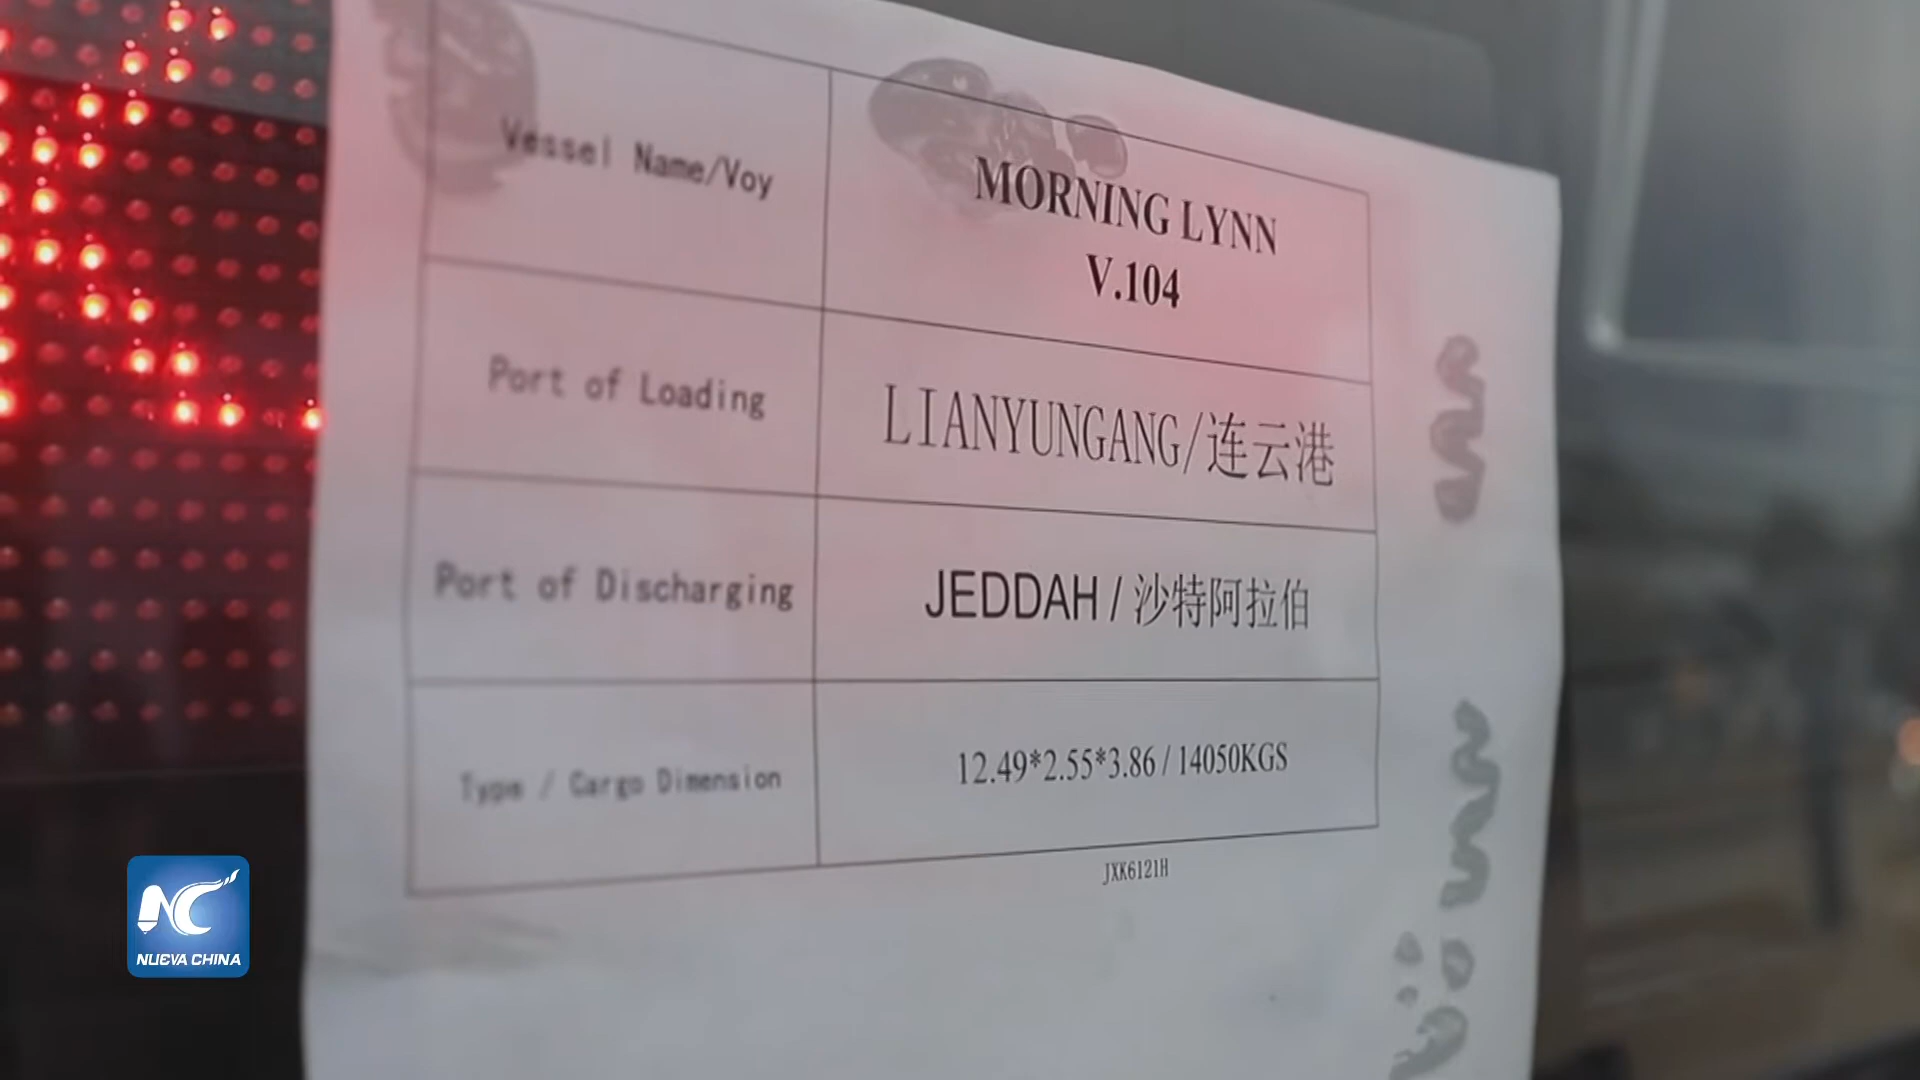 Vessel Name/Voy
MORNING LYNN
V.104
Port of Loading
LIANYUNGANG/连云港
Port of Discharging
JEDDAH / 沙特阿拉伯
Type / Cargo Dimension
12.49*2.55*3.86 / 14050KGS
JXK6121H
NC
NUEVA CHINA